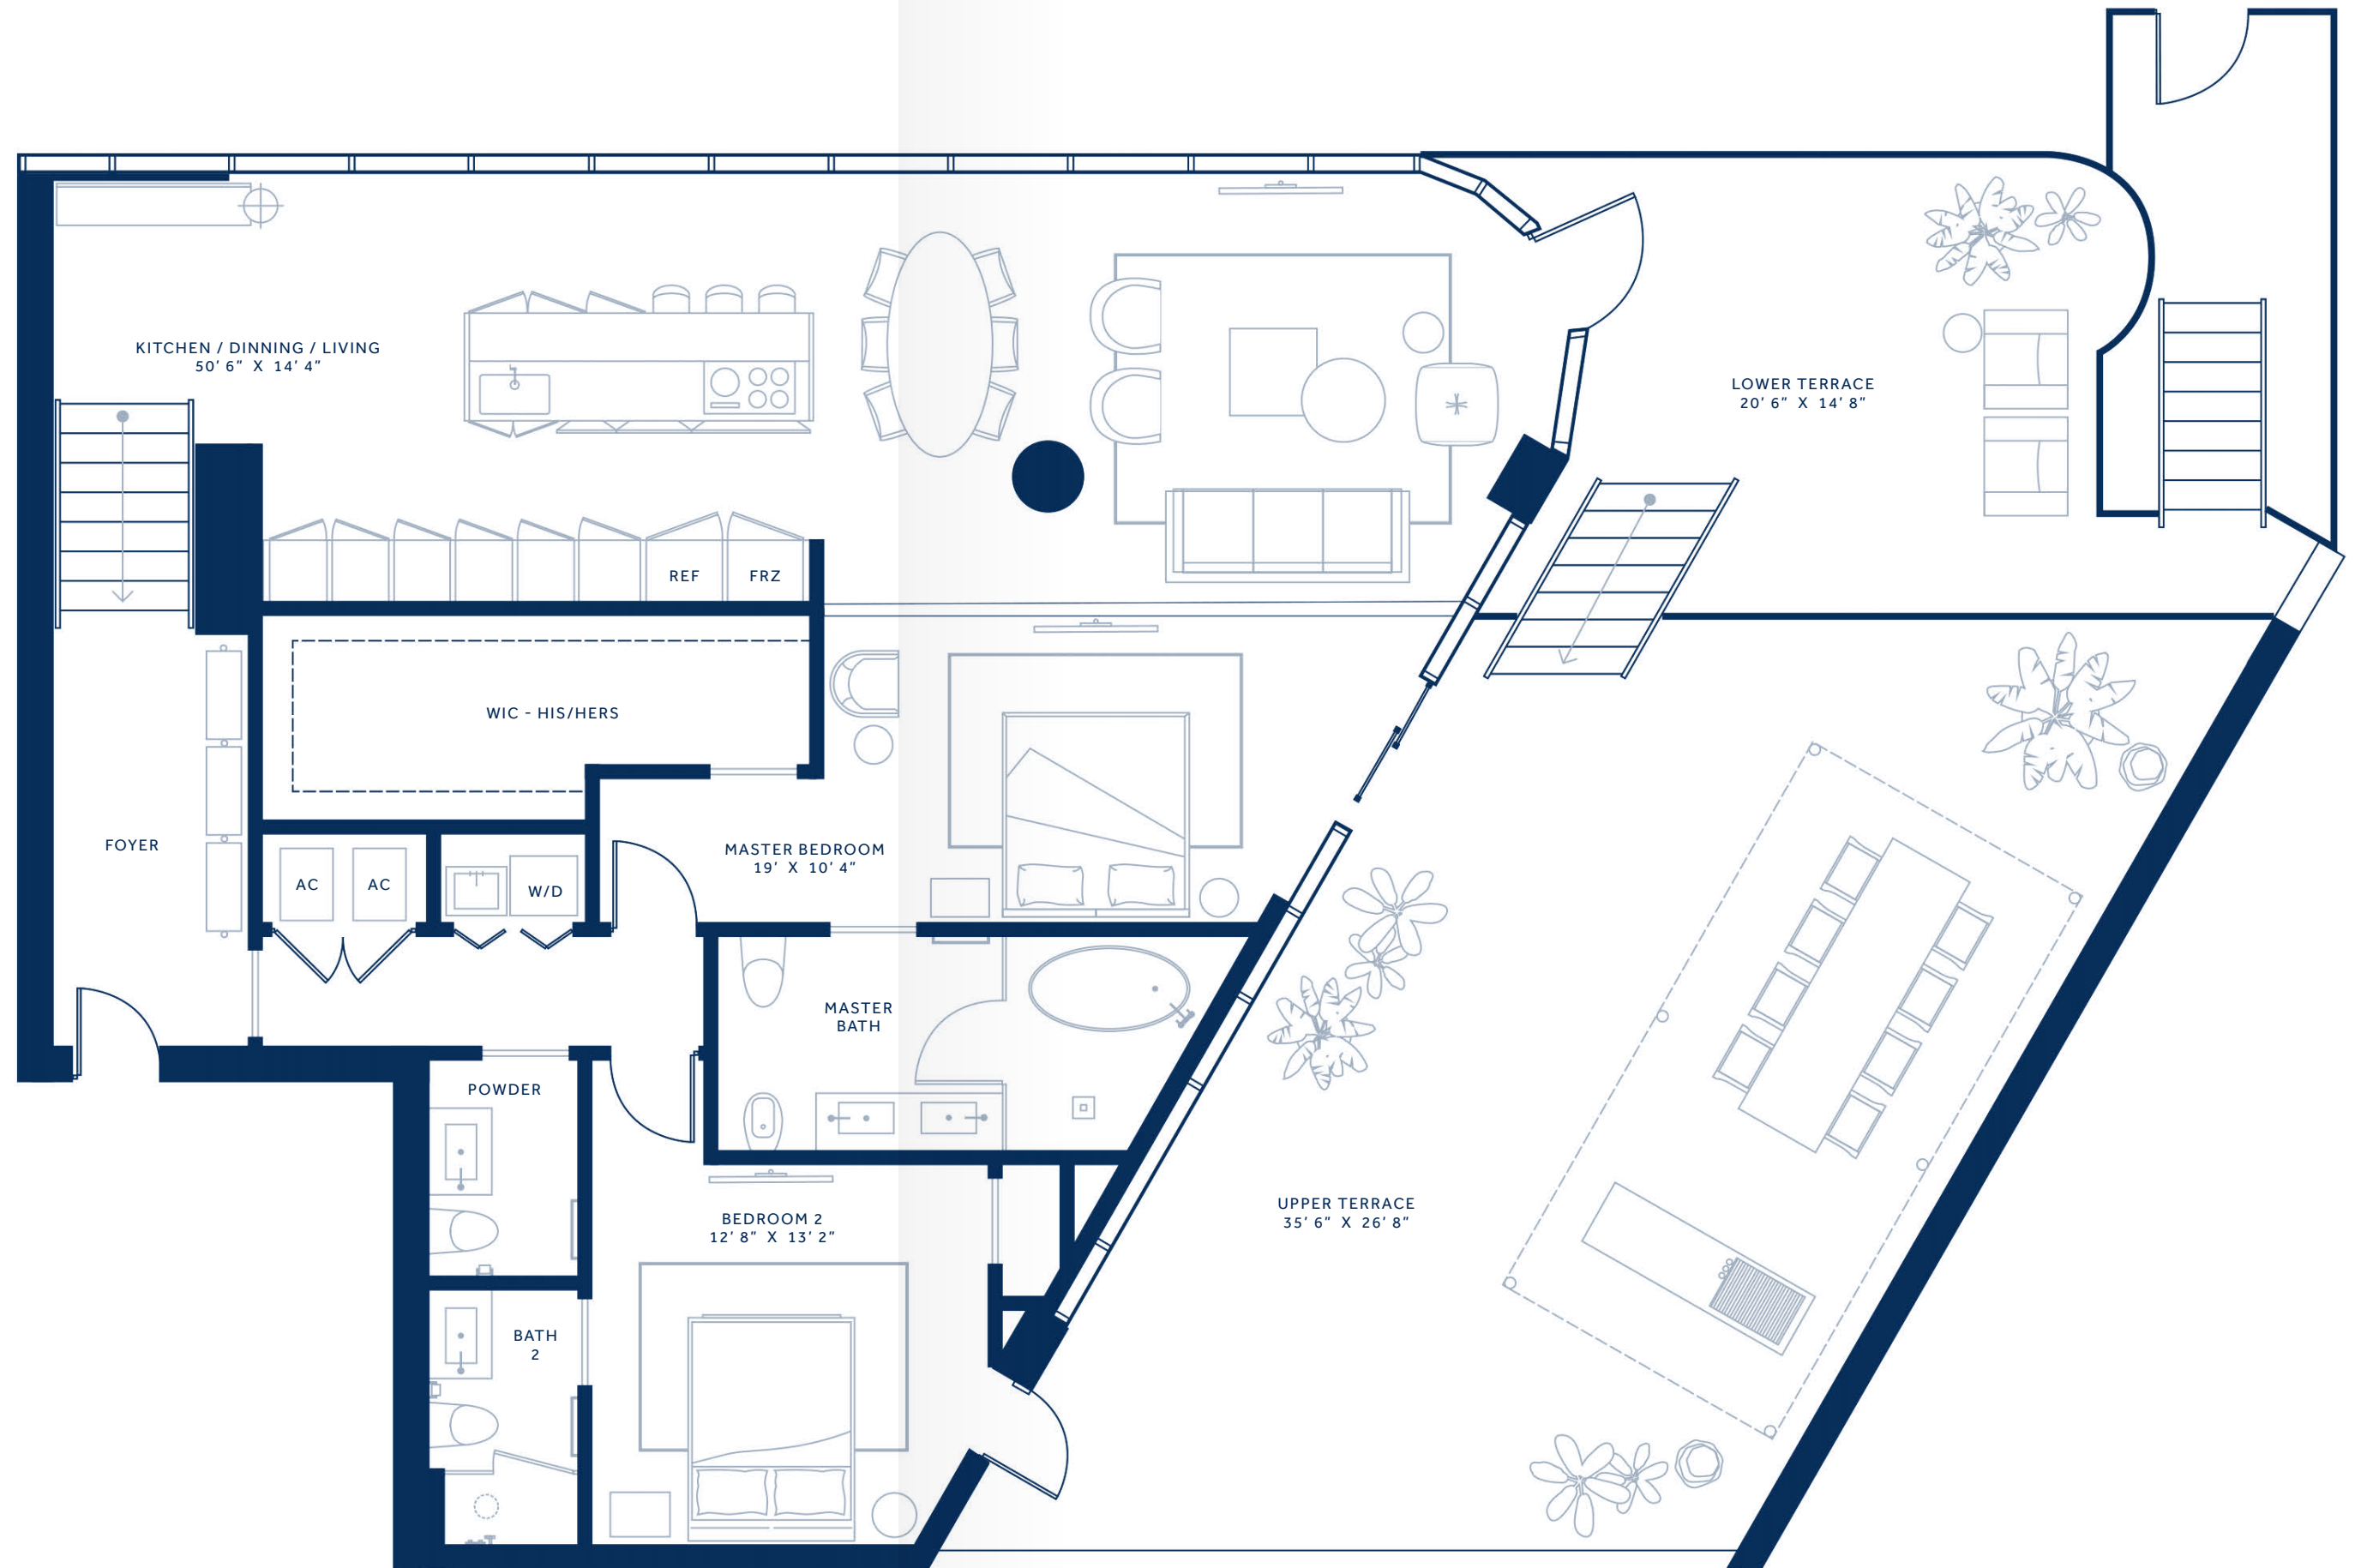 KITCHEN / DINNING / LIVING
50' 6" X 14' 4"
LOWER TERRACE
20' 6" X 14' 8"
REF
FRZ
WIC - HIS/HERS
FOYER
MASTER BEDROOM
19' X 10' 4"
AC
AC
W/D
MASTER
BATH
POWDER
UPPER TERRACE
35' 6" X 26' 8"
BEDROOM 2
12' 8" X 13' 2"
BATH
2